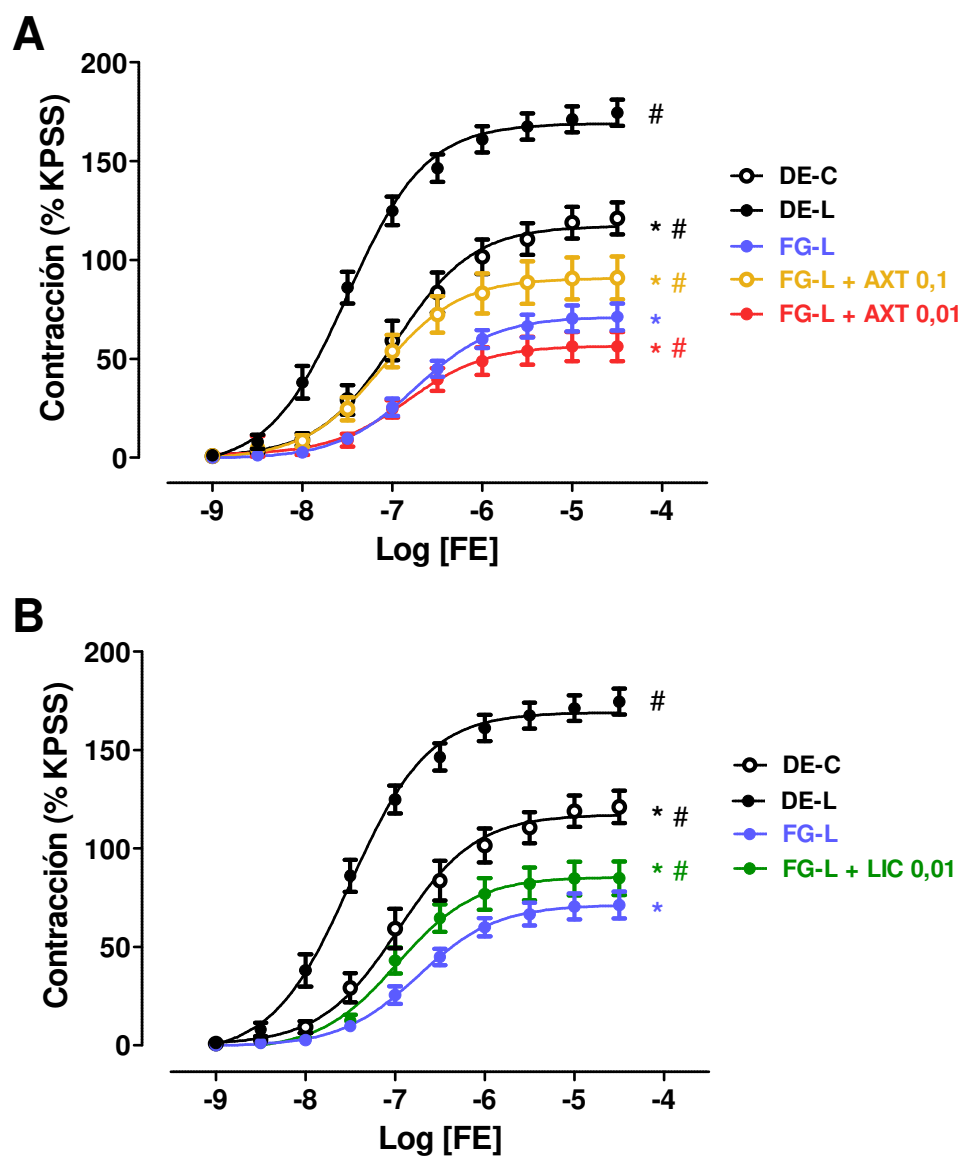 A
Contracción (% KPSS)
200
150
100
50
0
-9 -8 -7 -6 -5 -4
Log [FE]
#
* #
* #
*
* #
DE-C
DE-L
FG-L
FG-L + AXT 0,1
FG-L + AXT 0,01
B
Contracción (% KPSS)
200
150
100
50
0
-9 -8 -7 -6 -5 -4
Log [FE]
#
* #
* #
*
DE-C
DE-L
FG-L
FG-L + LIC 0,01